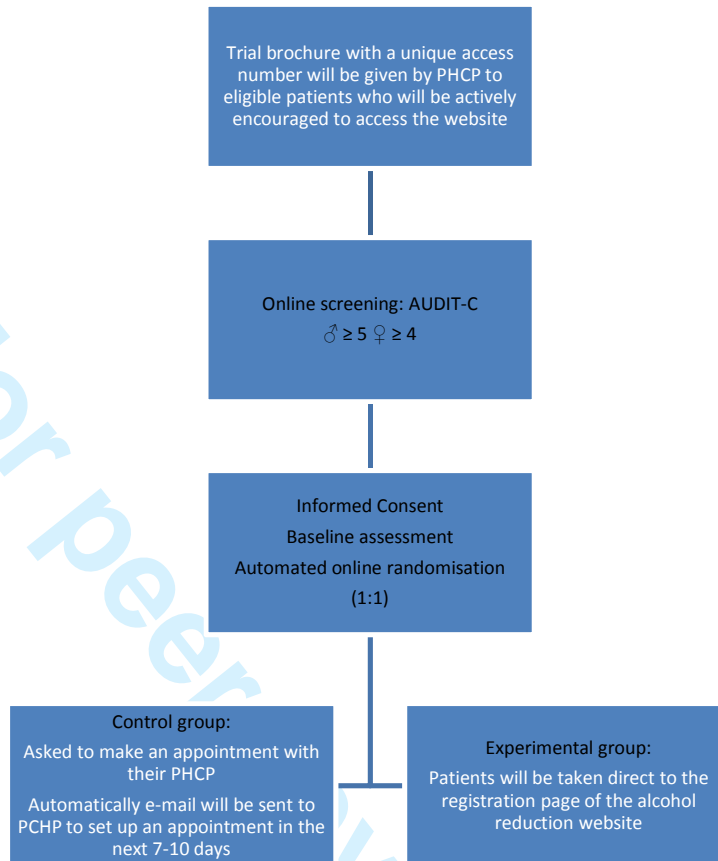 Trial brochure with a unique access
number will be given by PHCP to
eligible patients who will be actively
encouraged to access the website
Online screening: AUDIT-C
♂ ≥ 5 ♀ ≥ 4
Informed Consent
Baseline assessment
Automated online randomisation
(1:1)
Control group:
Asked to make an appointment with
their PHCP
Automatically e-mail will be sent to
PCHP to set up an appointment in the
next 7-10 days
Experimental group:
Patients will be taken direct to the
registration page of the alcohol
reduction website
or peer